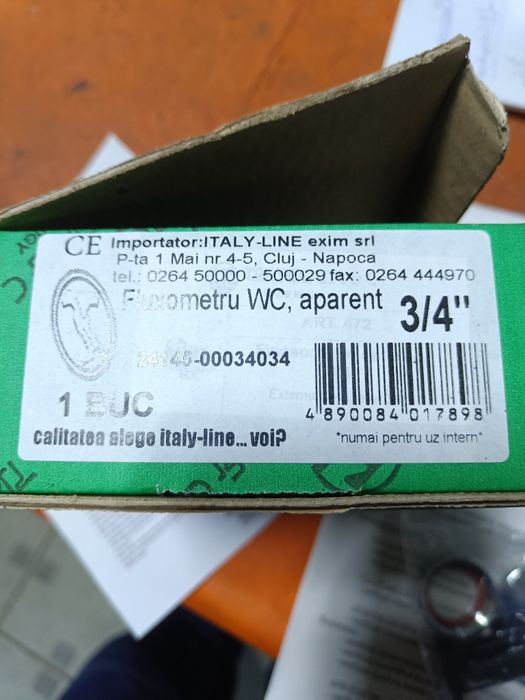 CE Importator:ITALY-LINE exim srl
P-ta 1 Mai nr 4-5, Cluj - Napoca
tel.: 0264 50000 - 500029 fax: 0264 444970
Fluxometru WC, aparent 3/4"
ART. 472
24145-00034034
1 BUC
4 890084 017898
calitatea alege italy-line... voi?
*numai pentru uz intern*